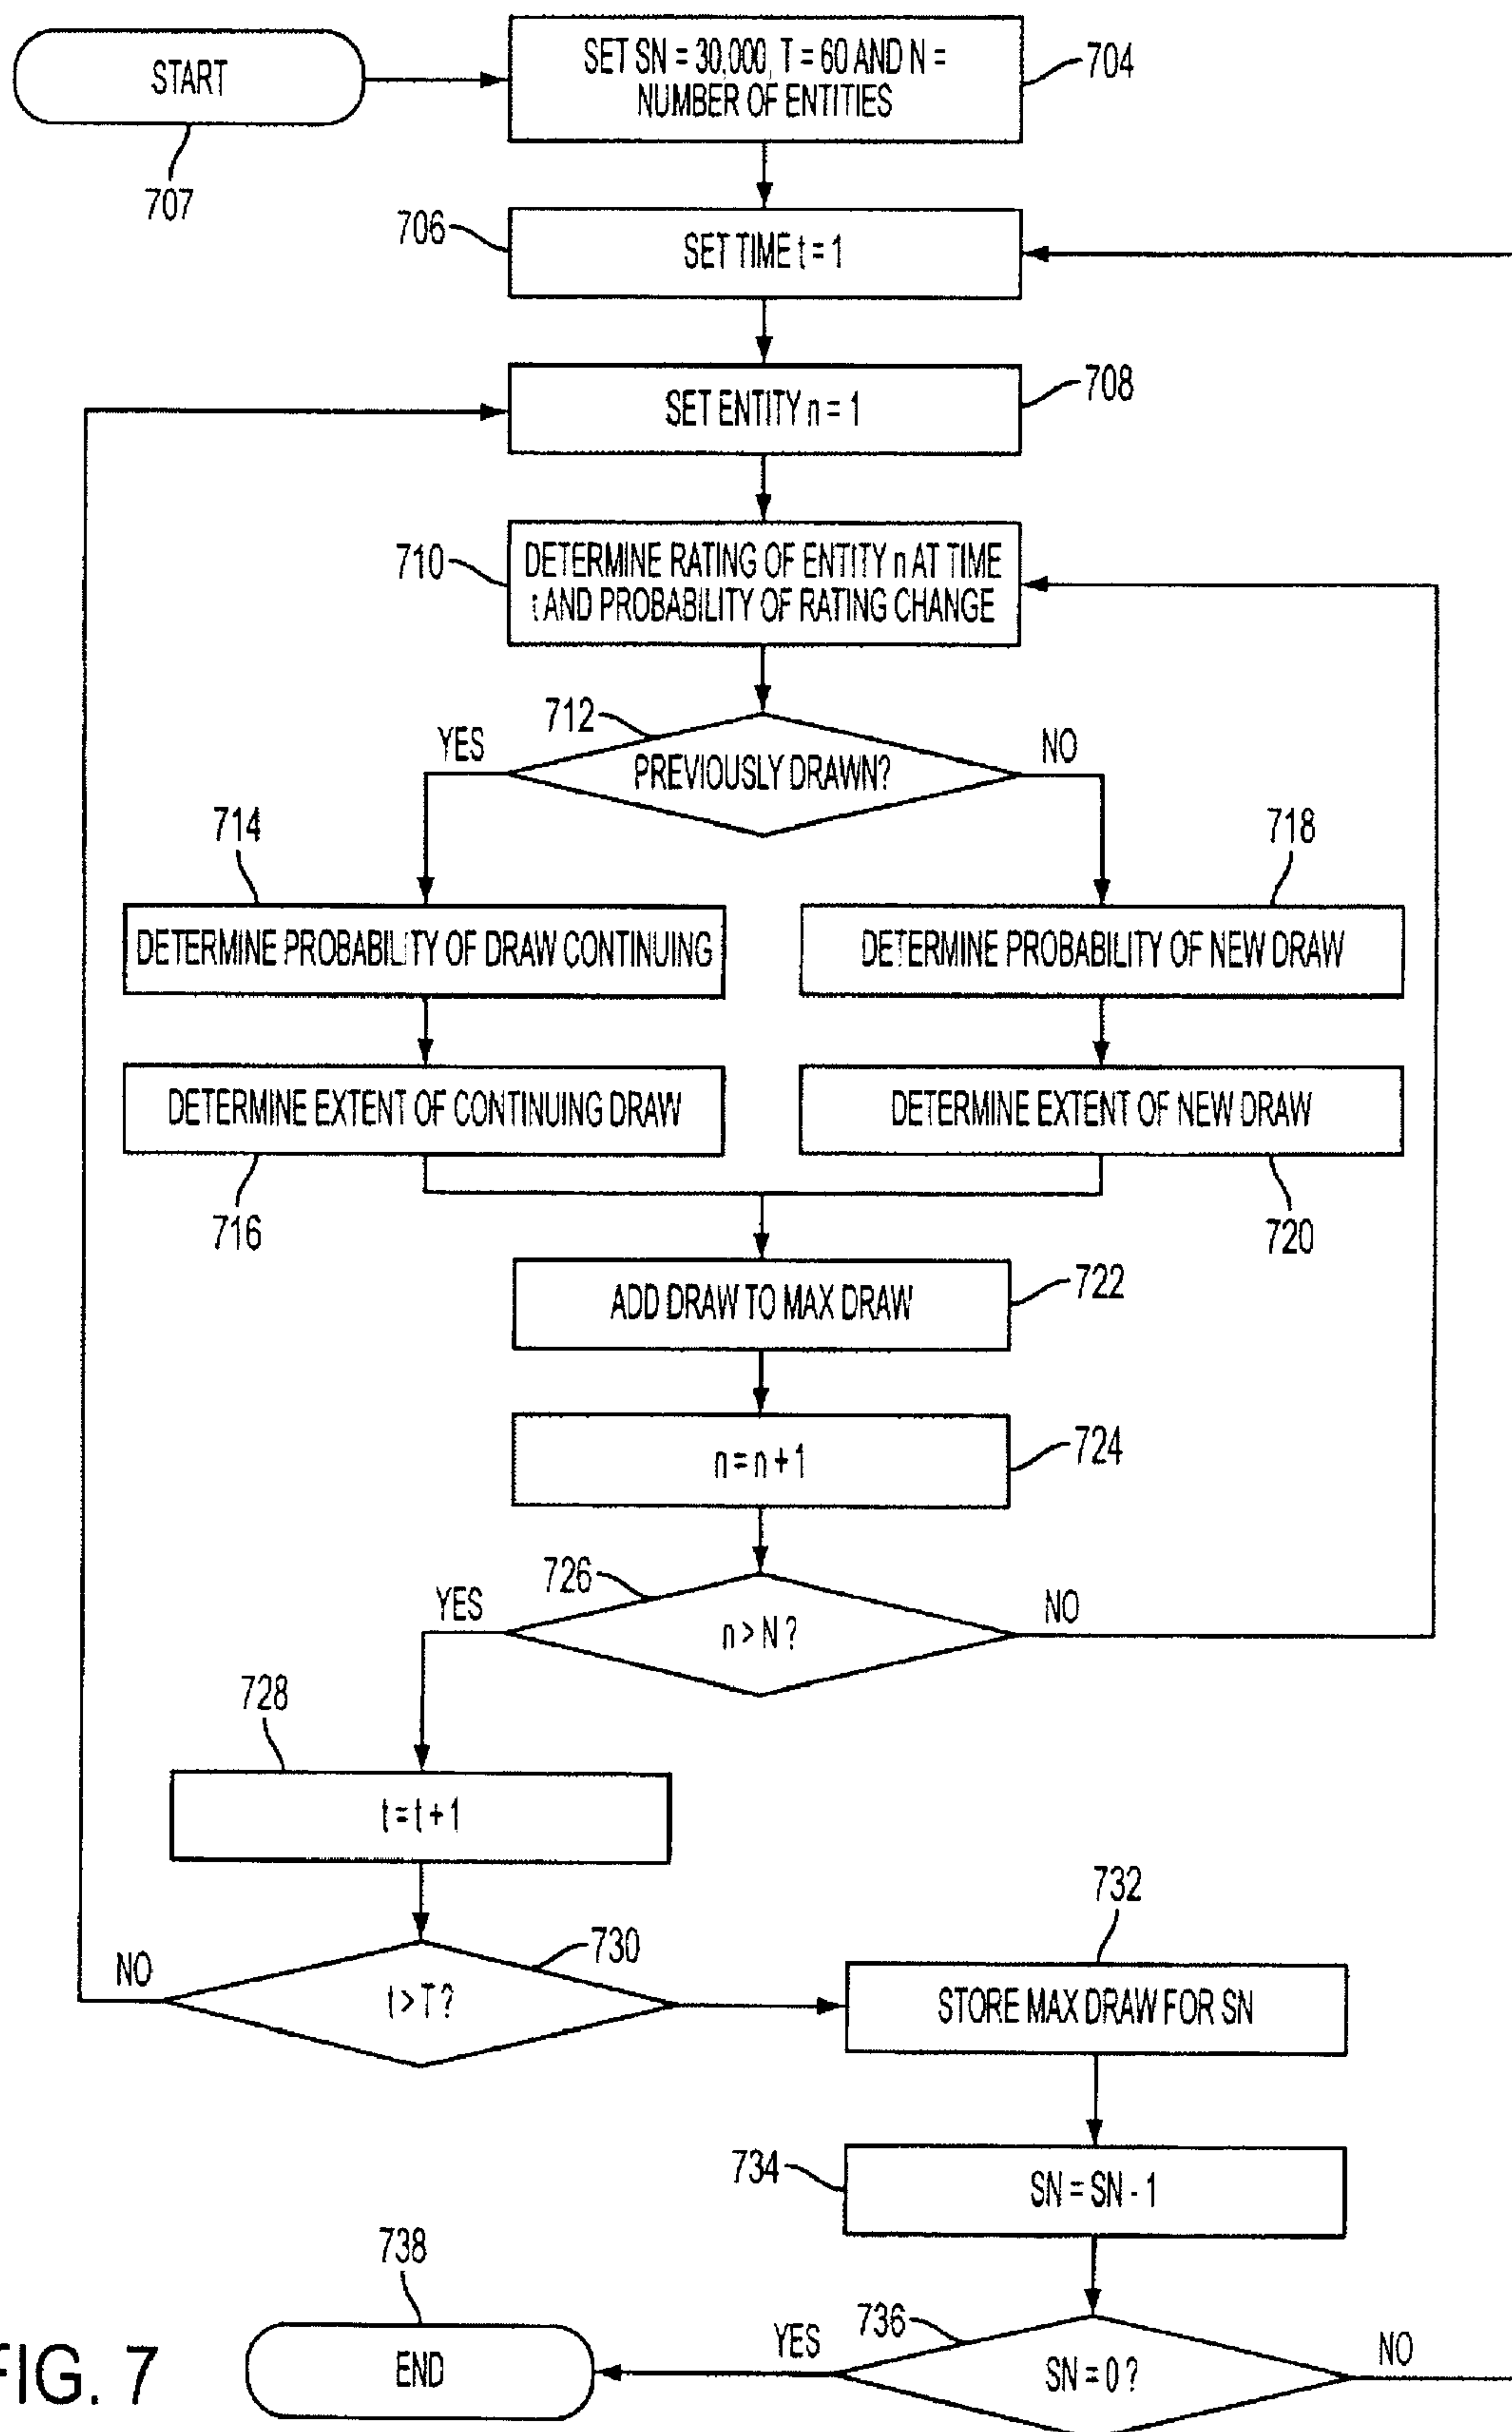 START
707
SET SN = 30,000, T = 60 AND N =
NUMBER OF ENTITIES
704
706
SET TIME t = 1
SET ENTITY n = 1
708
710
DETERMINE RATING OF ENTITY n AT TIME
t AND PROBABILITY OF RATING CHANGE
712
YES
PREVIOUSLY DRAWN?
NO
714
718
DETERMINE PROBABILITY OF DRAW CONTINUING
DETERMINE PROBABILITY OF NEW DRAW
DETERMINE EXTENT OF CONTINUING DRAW
DETERMINE EXTENT OF NEW DRAW
716
720
ADD DRAW TO MAX DRAW
722
n = n + 1
724
726
YES
n > N ?
NO
728
t = t + 1
730
NO
t > T ?
732
STORE MAX DRAW FOR SN
734
SN = SN - 1
738
END
YES
736
SN = 0 ?
NO
FIG. 7